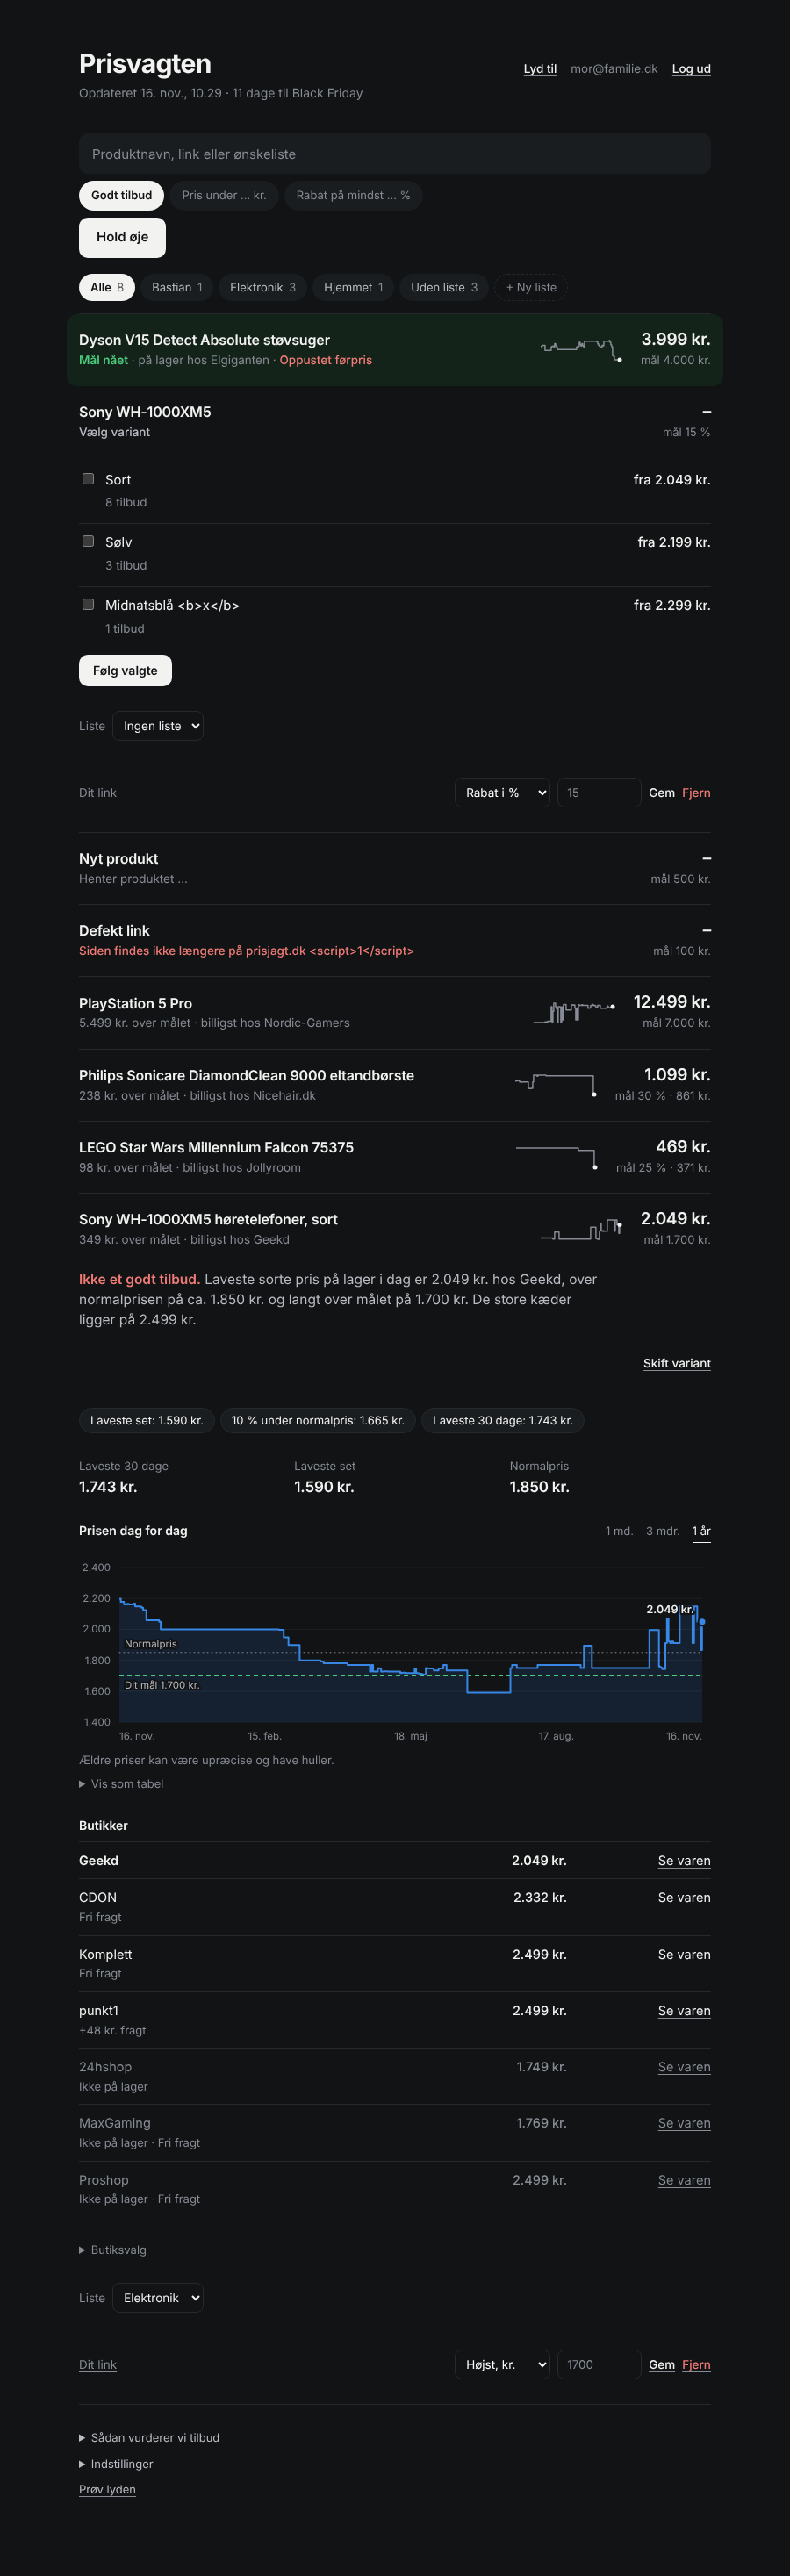 Prisvagten
Lyd til mor@familie.dk Log ud
Opdateret 16. nov., 10.29 · 11 dage til Black Friday
Produktnavn, link eller ønskeliste
Godt tilbud Pris under ... kr. Rabat på mindst ... %
Hold øje
Alle 8 Bastian 1 Elektronik 3 Hjemmet 1 Uden liste 3 + Ny liste
Dyson V15 Detect Absolute støvsuger 3.999 kr.
Mål nået · på lager hos Elgiganten · Oppustet førpris mål 4.000 kr.
Sony WH-1000XM5 –
Vælg variant mål 15 %
Sort fra 2.049 kr.
8 tilbud
Sølv fra 2.199 kr.
3 tilbud
Midnatsblå <b>x</b> fra 2.299 kr.
1 tilbud
Følg valgte
Liste Ingen liste
Dit link Rabat i % 15 Gem Fjern
Nyt produkt –
Henter produktet ... mål 500 kr.
Defekt link –
Siden findes ikke længere på prisjagt.dk <script>1</script> mål 100 kr.
PlayStation 5 Pro 12.499 kr.
5.499 kr. over målet · billigst hos Nordic-Gamers mål 7.000 kr.
Philips Sonicare DiamondClean 9000 eltandbørste 1.099 kr.
238 kr. over målet · billigst hos Nicehair.dk mål 30 % · 861 kr.
LEGO Star Wars Millennium Falcon 75375 469 kr.
98 kr. over målet · billigst hos Jollyroom mål 25 % · 371 kr.
Sony WH-1000XM5 høretelefoner, sort 2.049 kr.
349 kr. over målet · billigst hos Geekd mål 1.700 kr.
Ikke et godt tilbud. Laveste sorte pris på lager i dag er 2.049 kr. hos Geekd, over
normalprisen på ca. 1.850 kr. og langt over målet på 1.700 kr. De store kæder
ligger på 2.499 kr.
Skift variant
Laveste set: 1.590 kr. 10 % under normalpris: 1.665 kr. Laveste 30 dage: 1.743 kr.
Laveste 30 dage Laveste set Normalpris
1.743 kr. 1.590 kr. 1.850 kr.
Prisen dag for dag 1 md. 3 mdr. 1 år
2.400
2.200
2.049 kr.
2.000
Normalpris
1.800
Dit mål 1.700 kr.
1.600
1.400
16. nov. 15. feb. 18. maj 17. aug. 16. nov.
Ældre priser kan være upræcise og have huller.
Vis som tabel
Butikker
Geekd 2.049 kr. Se varen
CDON 2.332 kr. Se varen
Fri fragt
Komplett 2.499 kr. Se varen
Fri fragt
punkt1 2.499 kr. Se varen
+48 kr. fragt
24hshop 1.749 kr. Se varen
Ikke på lager
MaxGaming 1.769 kr. Se varen
Ikke på lager · Fri fragt
Proshop 2.499 kr. Se varen
Ikke på lager · Fri fragt
Butiksvalg
Liste Elektronik
Dit link Højst, kr. 1700 Gem Fjern
Sådan vurderer vi tilbud
Indstillinger
Prøv lyden